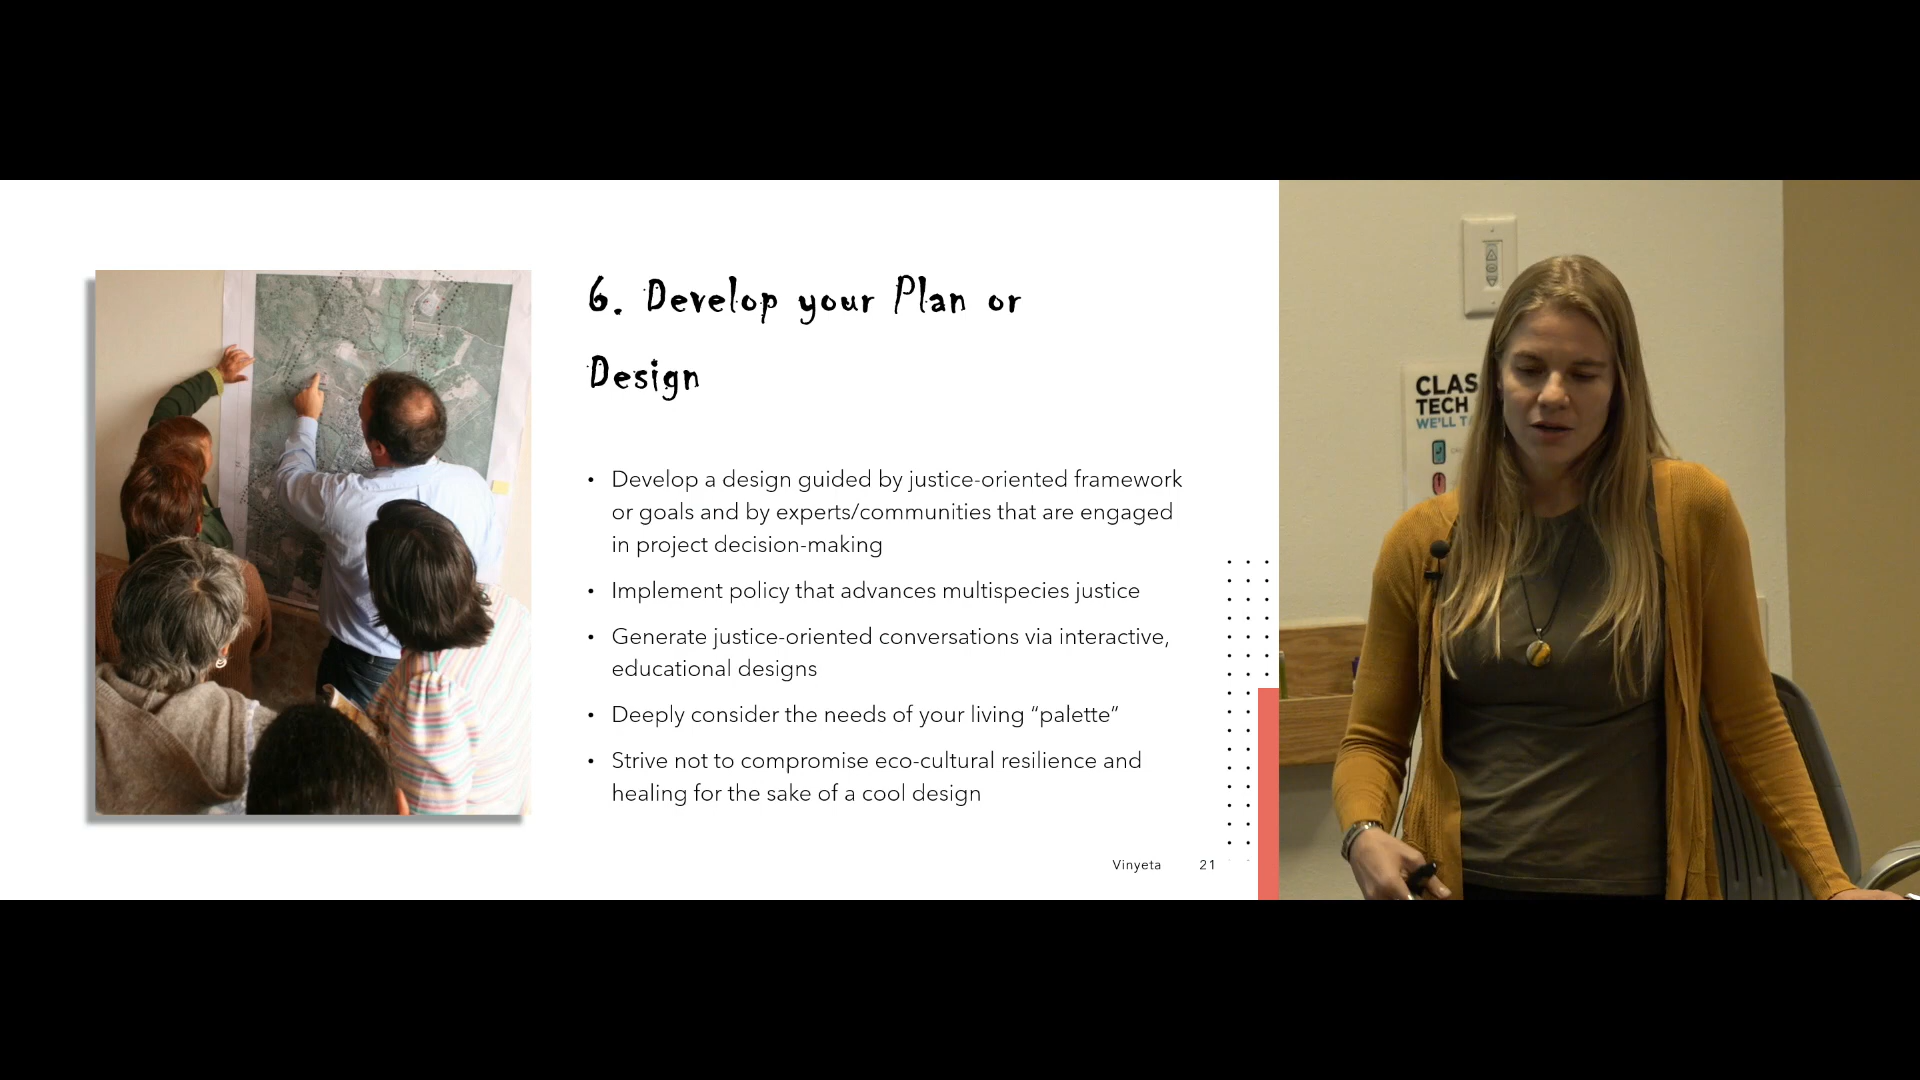 6. Develop your Plan or
Design
• Develop a design guided by justice-oriented framework
or goals and by experts/communities that are engaged
in project decision-making
• Implement policy that advances multispecies justice
• Generate justice-oriented conversations via interactive,
educational designs
• Deeply consider the needs of your living “palette”
• Strive not to compromise eco-cultural resilience and
healing for the sake of a cool design
Vinyeta 21
CLAS
TECH
WE'LL T